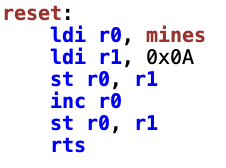 reset:
ldi r0, mines
ldi r1, 0x0A
st r0, r1
inc r0
st r0, r1
rts